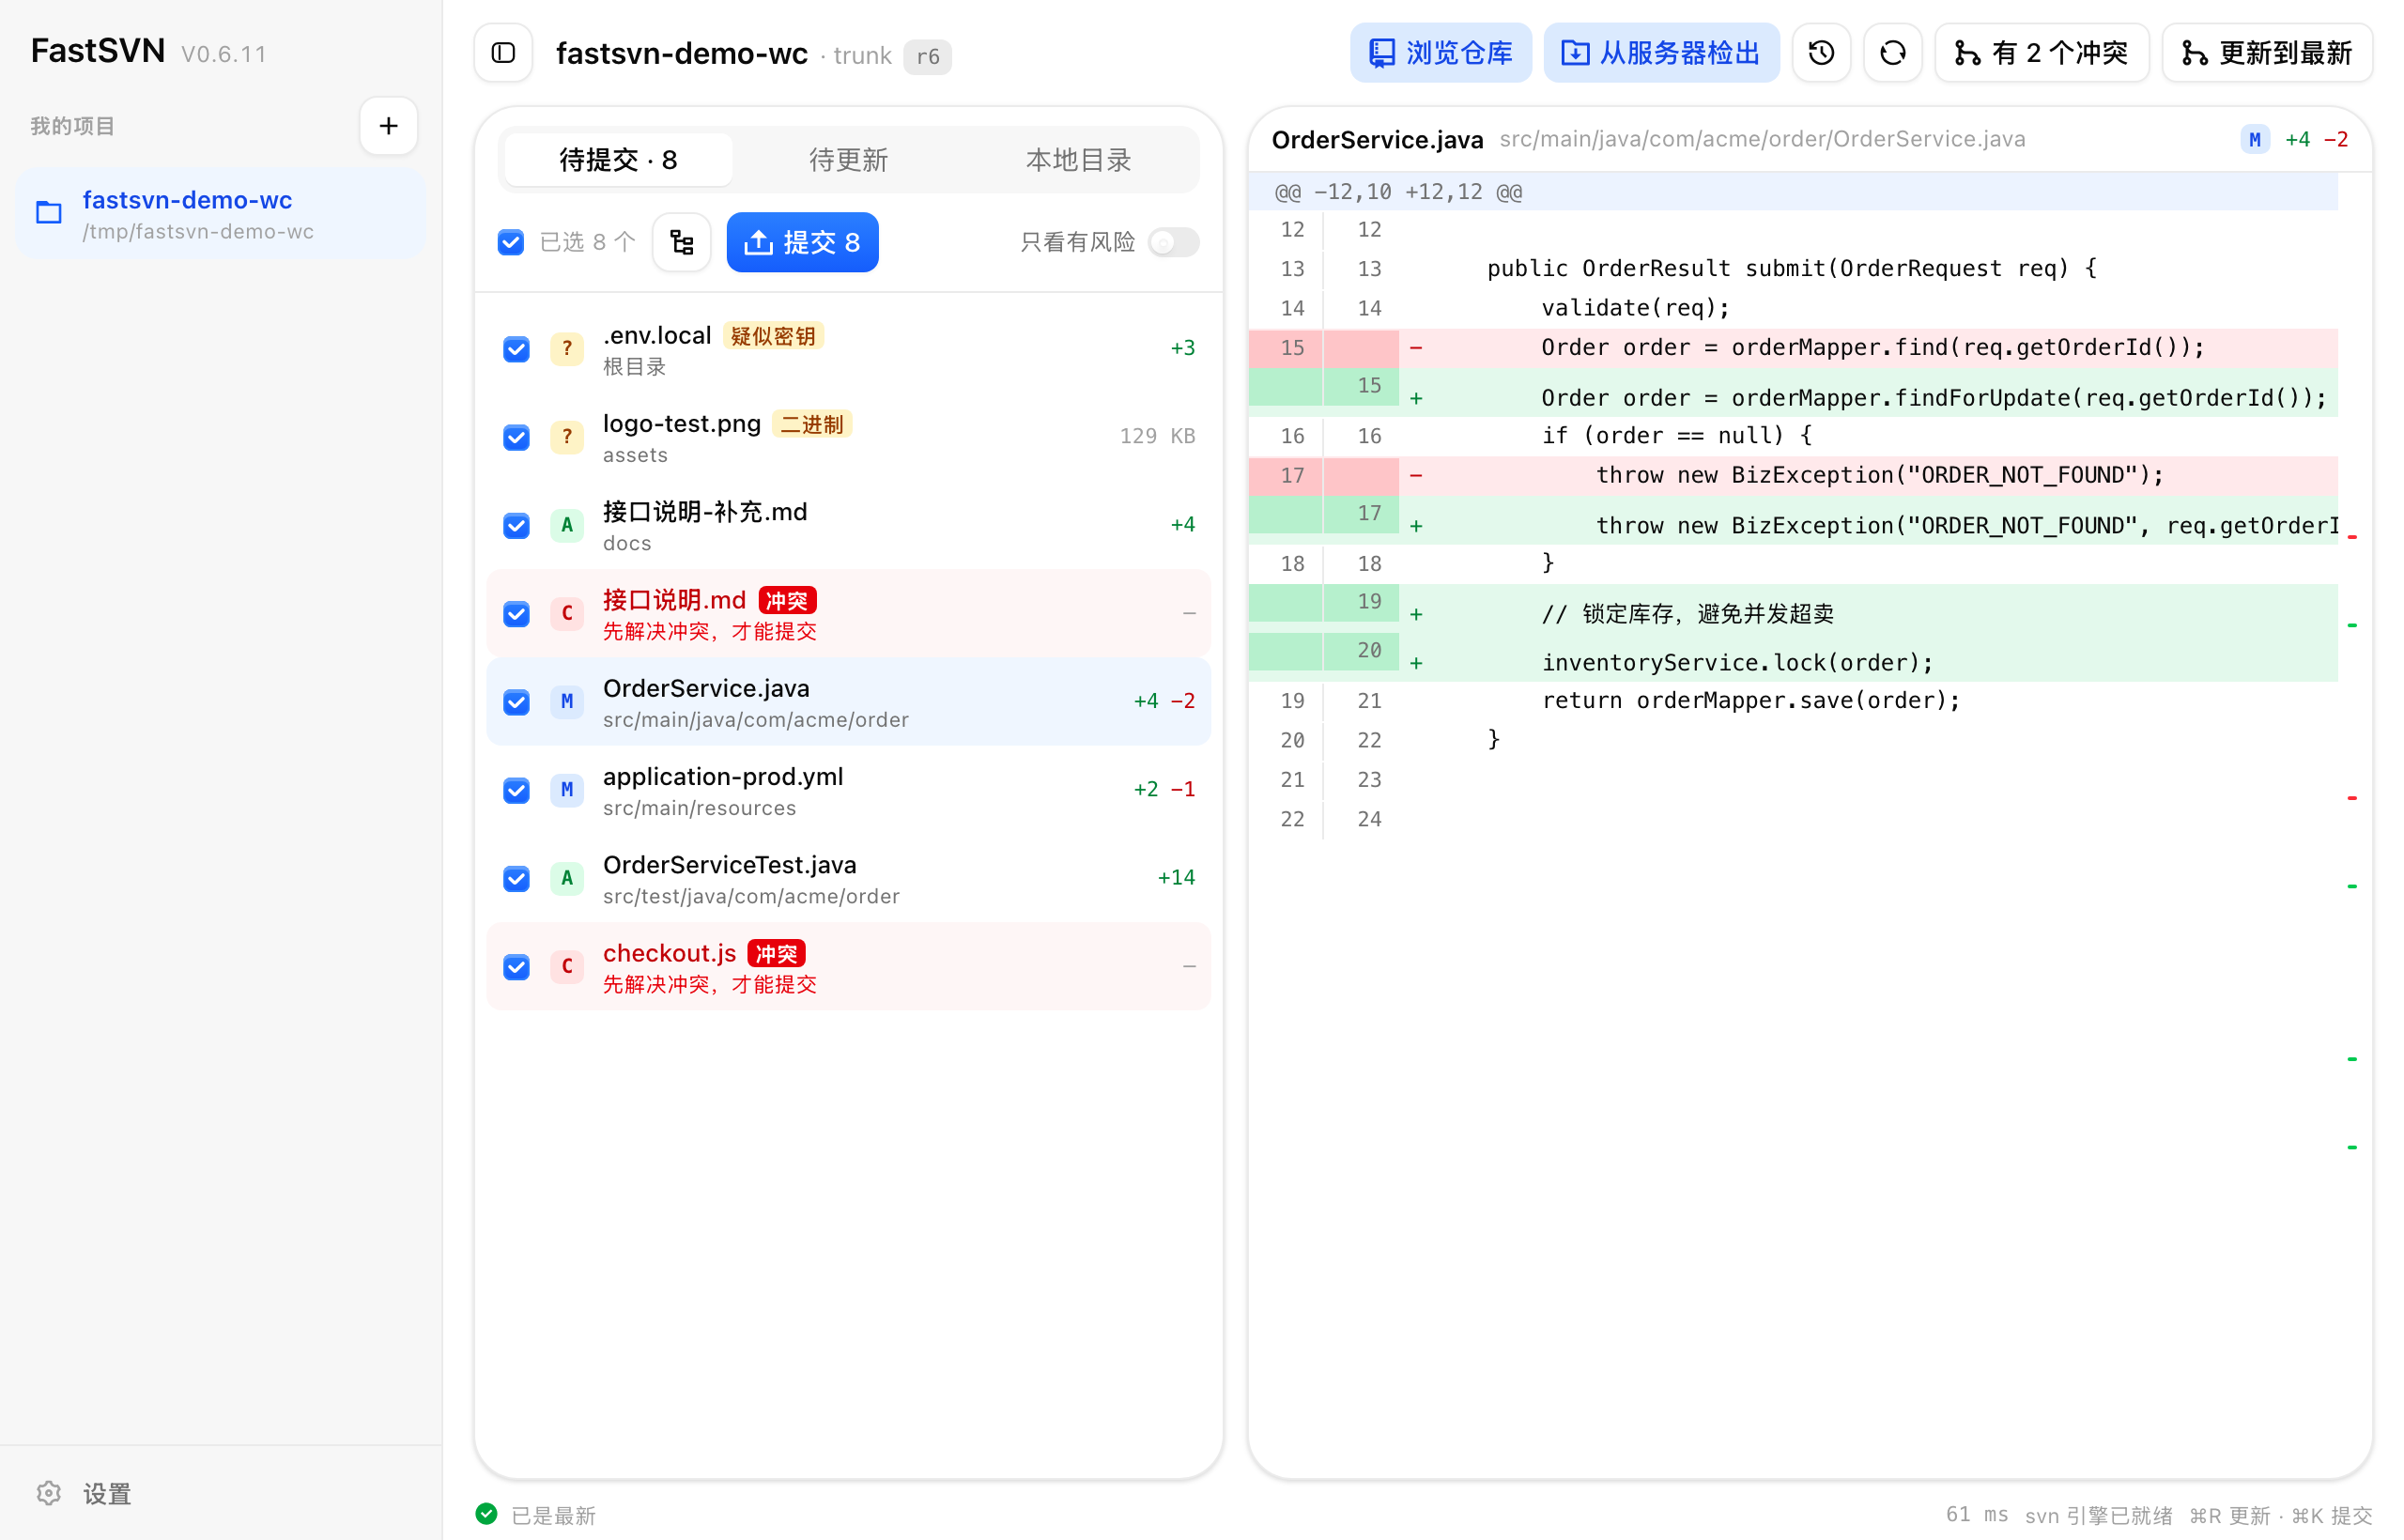 FastSVN V0.6.11
我的项目
fastsvn-demo-wc
/tmp/fastsvn-demo-wc
设置
fastsvn-demo-wc · trunk r6
浏览仓库
从服务器检出
有 2 个冲突
更新到最新
待提交 · 8
待更新
本地目录
已选 8 个
提交 8
只看有风险
? .env.local 疑似密钥 +3
根目录
? logo-test.png 二进制 129 KB
assets
A 接口说明-补充.md +4
docs
C 接口说明.md 冲突 —
先解决冲突，才能提交
M OrderService.java +4 −2
src/main/java/com/acme/order
M application-prod.yml +2 −1
src/main/resources
A OrderServiceTest.java +14
src/test/java/com/acme/order
C checkout.js 冲突 —
先解决冲突，才能提交
OrderService.java src/main/java/com/acme/order/OrderService.java M +4 −2
@@ −12,10 +12,12 @@
12 12
13 13 public OrderResult submit(OrderRequest req) {
14 14 validate(req);
15 − Order order = orderMapper.find(req.getOrderId());
15 + Order order = orderMapper.findForUpdate(req.getOrderId());
16 16 if (order == null) {
17 − throw new BizException("ORDER_NOT_FOUND");
17 + throw new BizException("ORDER_NOT_FOUND", req.getOrderI
18 18 }
19 + // 锁定库存，避免并发超卖
20 + inventoryService.lock(order);
19 21 return orderMapper.save(order);
20 22 }
21 23
22 24
已是最新
61 ms svn 引擎已就绪 ⌘R 更新 · ⌘K 提交